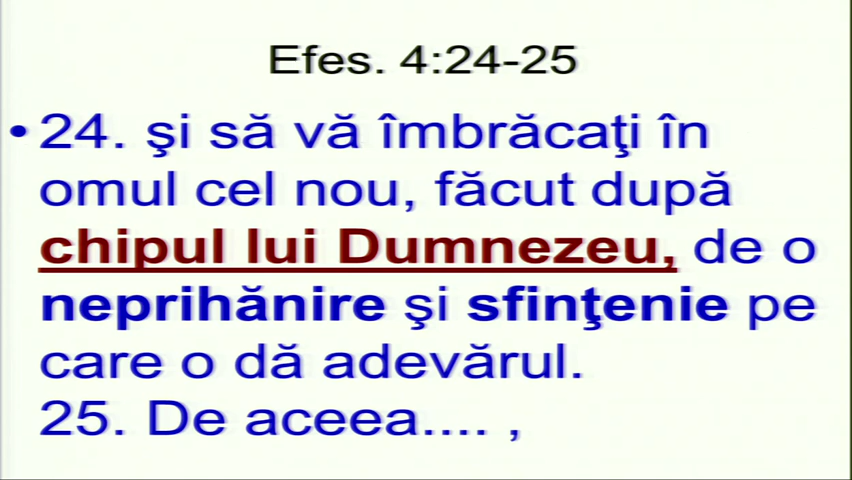 Efes. 4:24-25
• 24. şi să vă îmbrăcaţi în
omul cel nou, făcut după
chipul lui Dumnezeu, de o
neprihănire şi sfinţenie pe
care o dă adevărul.
25. De aceea.... ,